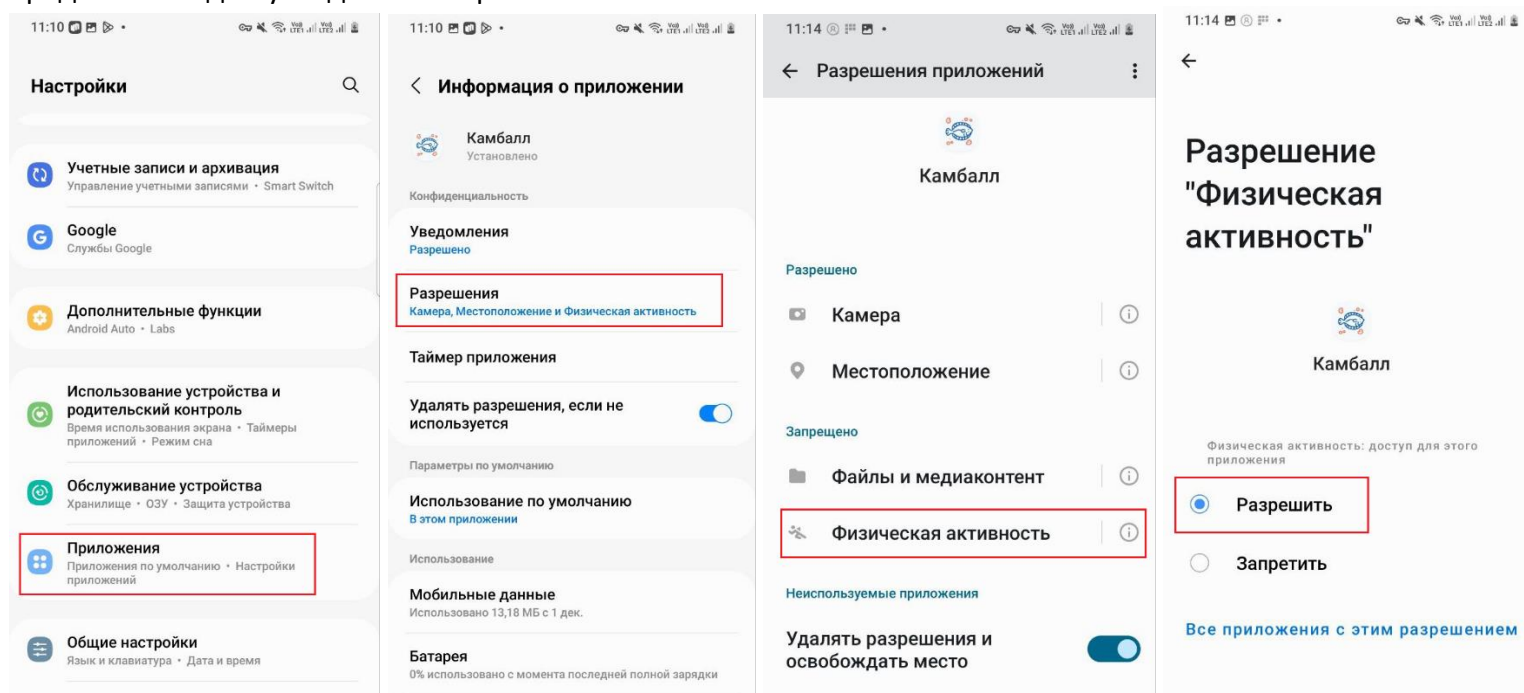 11:10
Настройки
Учетные записи и архивация
Управление учетными записями • Smart Switch
Google
Службы Google
Дополнительные функции
Android Auto • Labs
Использование устройства и
родительский контроль
Время использования экрана • Таймеры
приложений • Режим сна
Обслуживание устройства
Хранилище • ОЗУ • Защита устройства
Приложения
Приложения по умолчанию • Настройки
приложений
Общие настройки
Язык и клавиатура • Дата и время
11:10
Информация о приложении
Камбалл
Установлено
Конфиденциальность
Уведомления
Разрешено
Разрешения
Камера, Местоположение и Физическая активность
Таймер приложения
Удалять разрешения, если не
используется
Параметры по умолчанию
Использование по умолчанию
В этом приложении
Использование
Мобильные данные
Использовано 13,18 МБ с 1 дек.
Батарея
0% использовано с момента последней полной зарядки
11:14
Разрешения приложений
Камбалл
Разрешено
Камера
Местоположение
Запрещено
Файлы и медиаконтент
Физическая активность
Неиспользуемые приложения
Удалять разрешения и
освобождать место
11:14
Разрешение
"Физическая
активность"
Камбалл
Физическая активность: доступ для этого
приложения
Разрешить
Запретить
Все приложения с этим разрешением